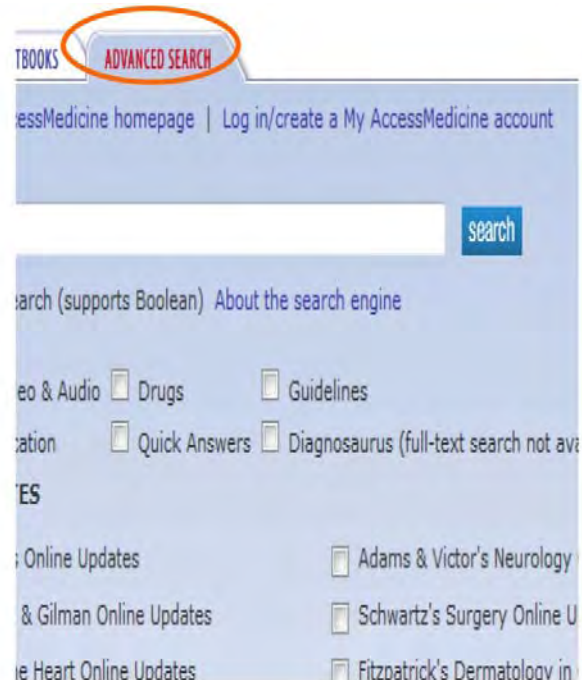 TBOOKS ADVANCED SEARCH
essMedicine homepage | Log in/create a My AccessMedicine account
search
earch (supports Boolean) About the search engine
eo & Audio Drugs Guidelines
cation Quick Answers Diagnosaurus (full-text search not ava
ES
s Online Updates Adams & Victor's Neurology
& Gilman Online Updates Schwartz's Surgery Online U
e Heart Online Updates Fitzpatrick's Dermatology in